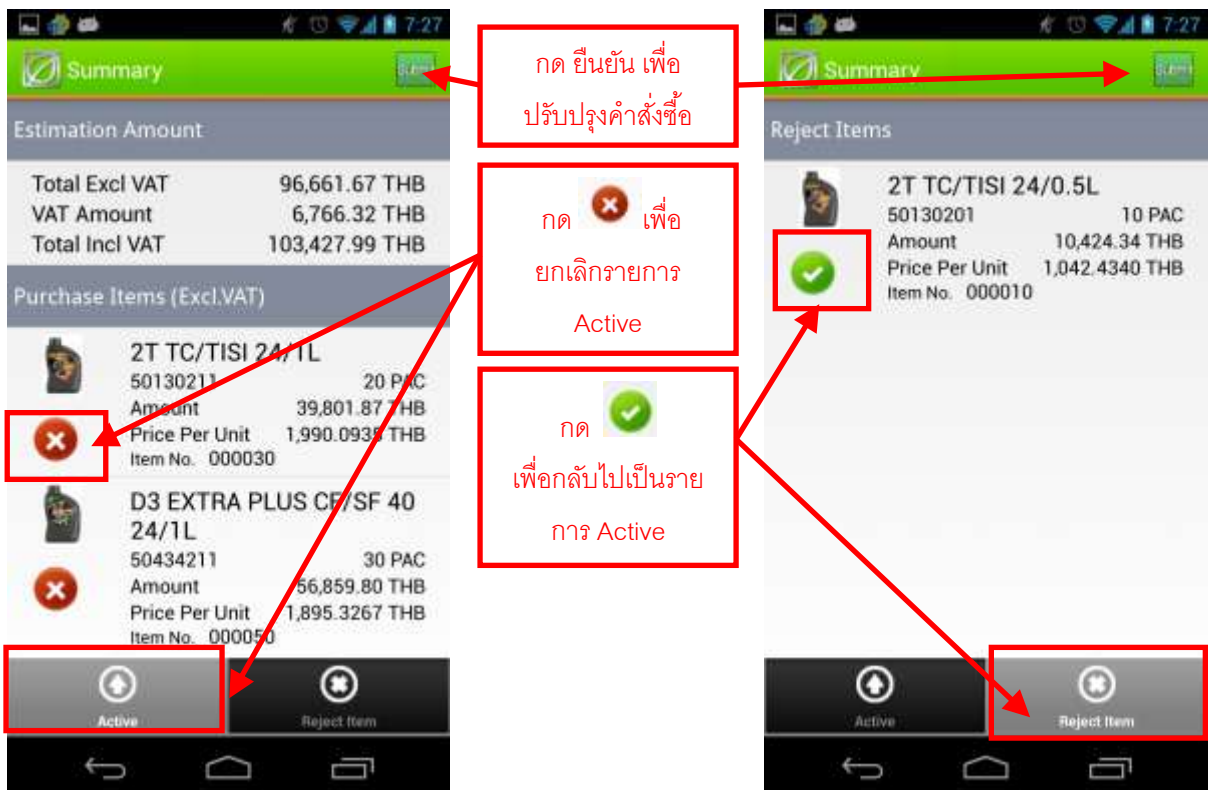 7:27
Summary
Submit
Estimation Amount
Total Excl VAT 96,661.67 THB
VAT Amount 6,766.32 THB
Total Incl VAT 103,427.99 THB
Purchase Items (Excl.VAT)
2T TC/TISI 24/1L
50130211 20 PAC
Amount 39,801.87 THB
Price Per Unit 1,990.0935 THB
Item No. 000030
D3 EXTRA PLUS CF/SF 40
24/1L
50434211 30 PAC
Amount 56,859.80 THB
Price Per Unit 1,895.3267 THB
Item No. 000050
Active Reject Item
กด ยืนยัน เพื่อ
ปรับปรุงคำสั่งซื้อ
กด เพื่อ
ยกเลิกรายการ
Active
กด
เพื่อกลับไปเป็นราย
การ Active
7:27
Summary
Submit
Reject Items
2T TC/TISI 24/0.5L
50130201 10 PAC
Amount 10,424.34 THB
Price Per Unit 1,042.4340 THB
Item No. 000010
Active Reject Item